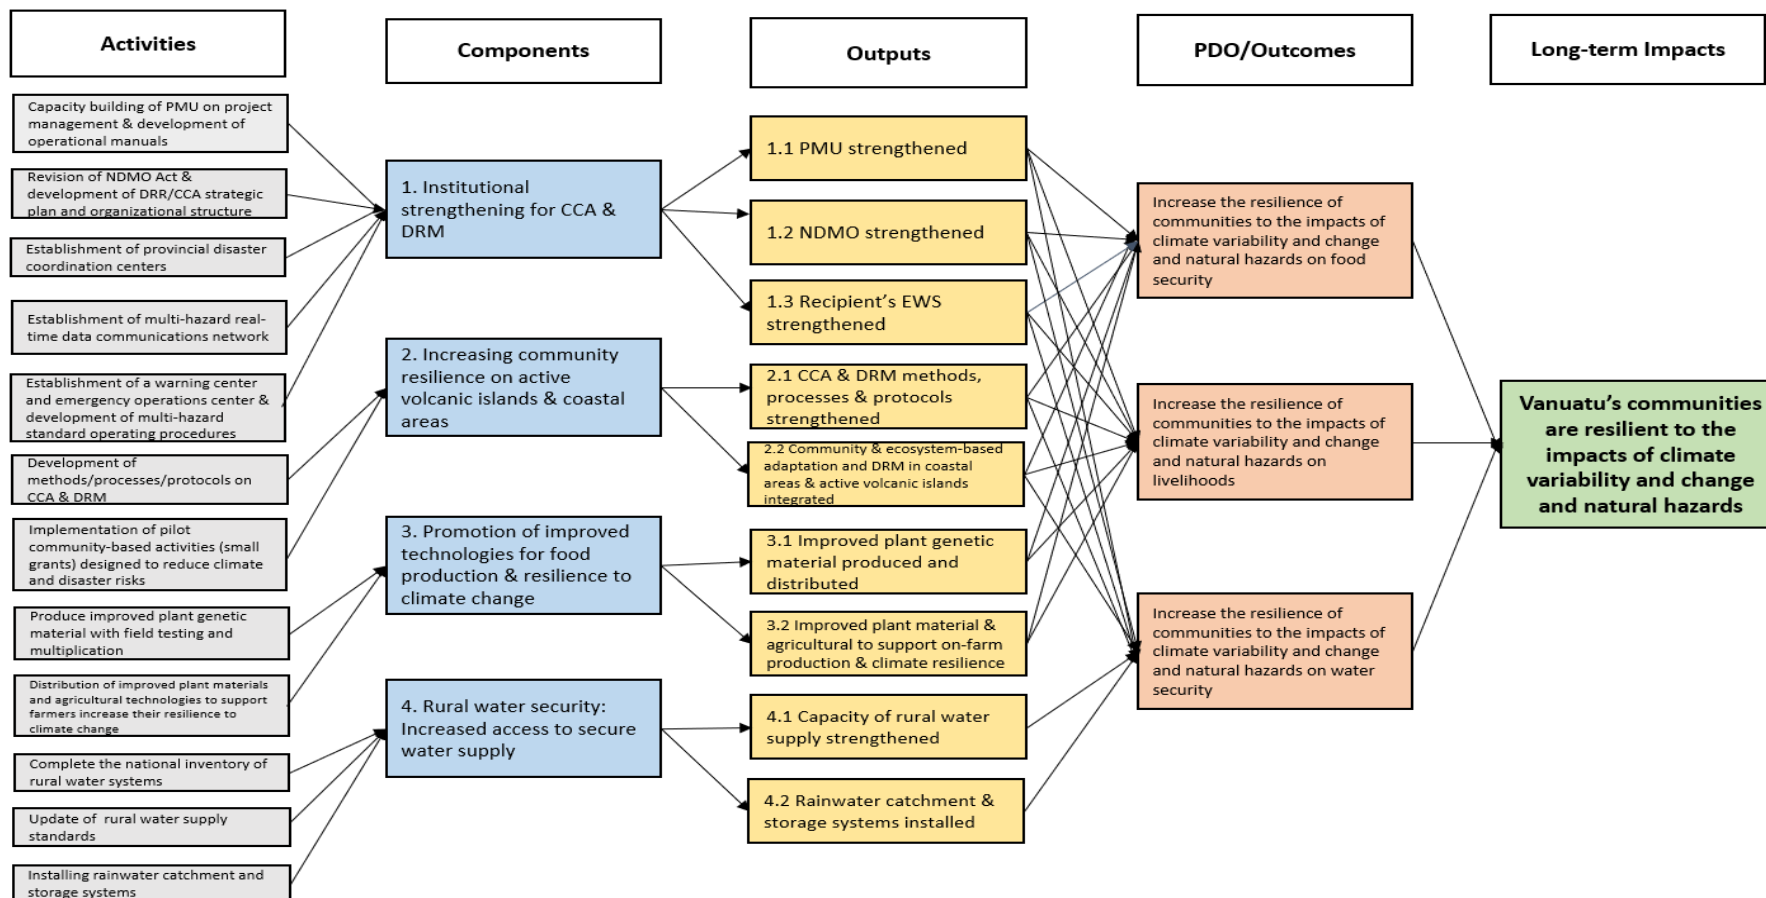 Activities
Components
Outputs
PDO/Outcomes
Long-term Impacts
Capacity building of PMU on project
management & development of
operational manuals
Revision of NDMO Act &
development of DRR/CCA strategic
plan and organizational structure
Establishment of provincial disaster
coordination centers
Establishment of multi-hazard real-
time data communications network
Establishment of a warning center
and emergency operations center &
development of multi-hazard
standard operating procedures
Development of
methods/processes/protocols on
CCA & DRM
Implementation of pilot
community-based activities (small
grants) designed to reduce climate
and disaster risks
Produce improved plant genetic
material with field testing and
multiplication
Distribution of improved plant materials
and agricultural technologies to support
farmers increase their resilience to
climate change
Complete the national inventory of
rural water systems
Update of rural water supply
standards
Installing rainwater catchment and
storage systems
1. Institutional
strengthening for CCA &
DRM
2. Increasing community
resilience on active
volcanic islands & coastal
areas
3. Promotion of improved
technologies for food
production & resilience to
climate change
4. Rural water security:
Increased access to secure
water supply
1.1 PMU strengthened
1.2 NDMO strengthened
1.3 Recipient's EWS
strengthened
2.1 CCA & DRM methods,
processes & protocols
strengthened
2.2 Community & ecosystem-based
adaptation and DRM in coastal
areas & active volcanic islands
integrated
3.1 Improved plant genetic
material produced and
distributed
3.2 Improved plant material &
agricultural to support on-farm
production & climate resilience
4.1 Capacity of rural water
supply strengthened
4.2 Rainwater catchment &
storage systems installed
Increase the resilience of
communities to the impacts of
climate variability and change
and natural hazards on food
security
Increase the resilience of
communities to the impacts of
climate variability and change
and natural hazards on
livelihoods
Increase the resilience of
communities to the impacts of
climate variability and change
and natural hazards on water
security
Vanuatu's communities
are resilient to the
impacts of climate
variability and change
and natural hazards